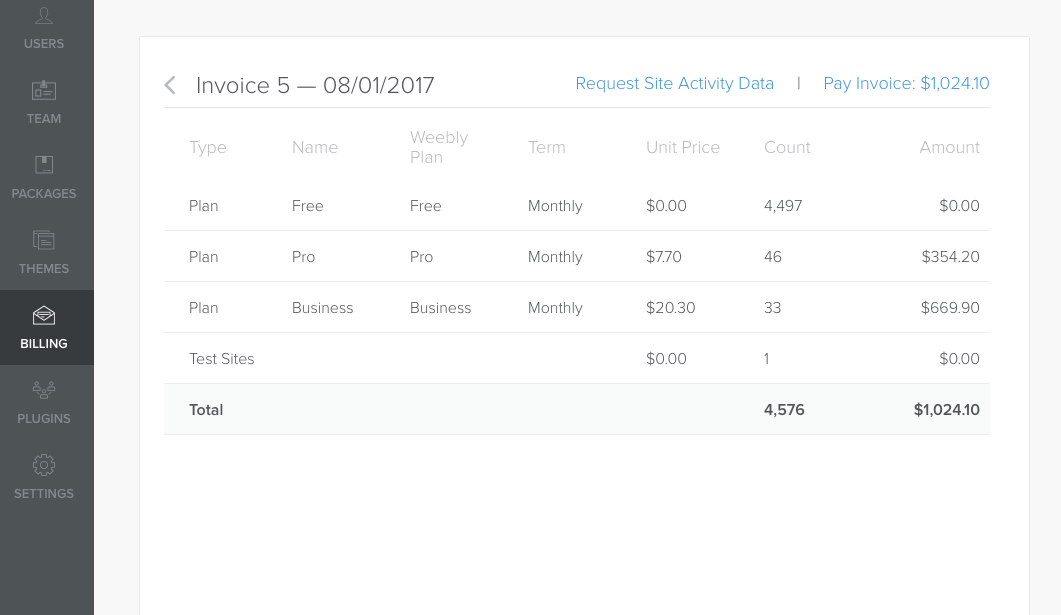 USERS
TEAM
PACKAGES
THEMES
BILLING
PLUGINS
SETTINGS
Invoice 5 — 08/01/2017
Request Site Activity Data | Pay Invoice: $1,024.10
Type Name Weebly Plan Term Unit Price Count Amount
Plan Free Free Monthly $0.00 4,497 $0.00
Plan Pro Pro Monthly $7.70 46 $354.20
Plan Business Business Monthly $20.30 33 $669.90
Test Sites $0.00 1 $0.00
Total 4,576 $1,024.10